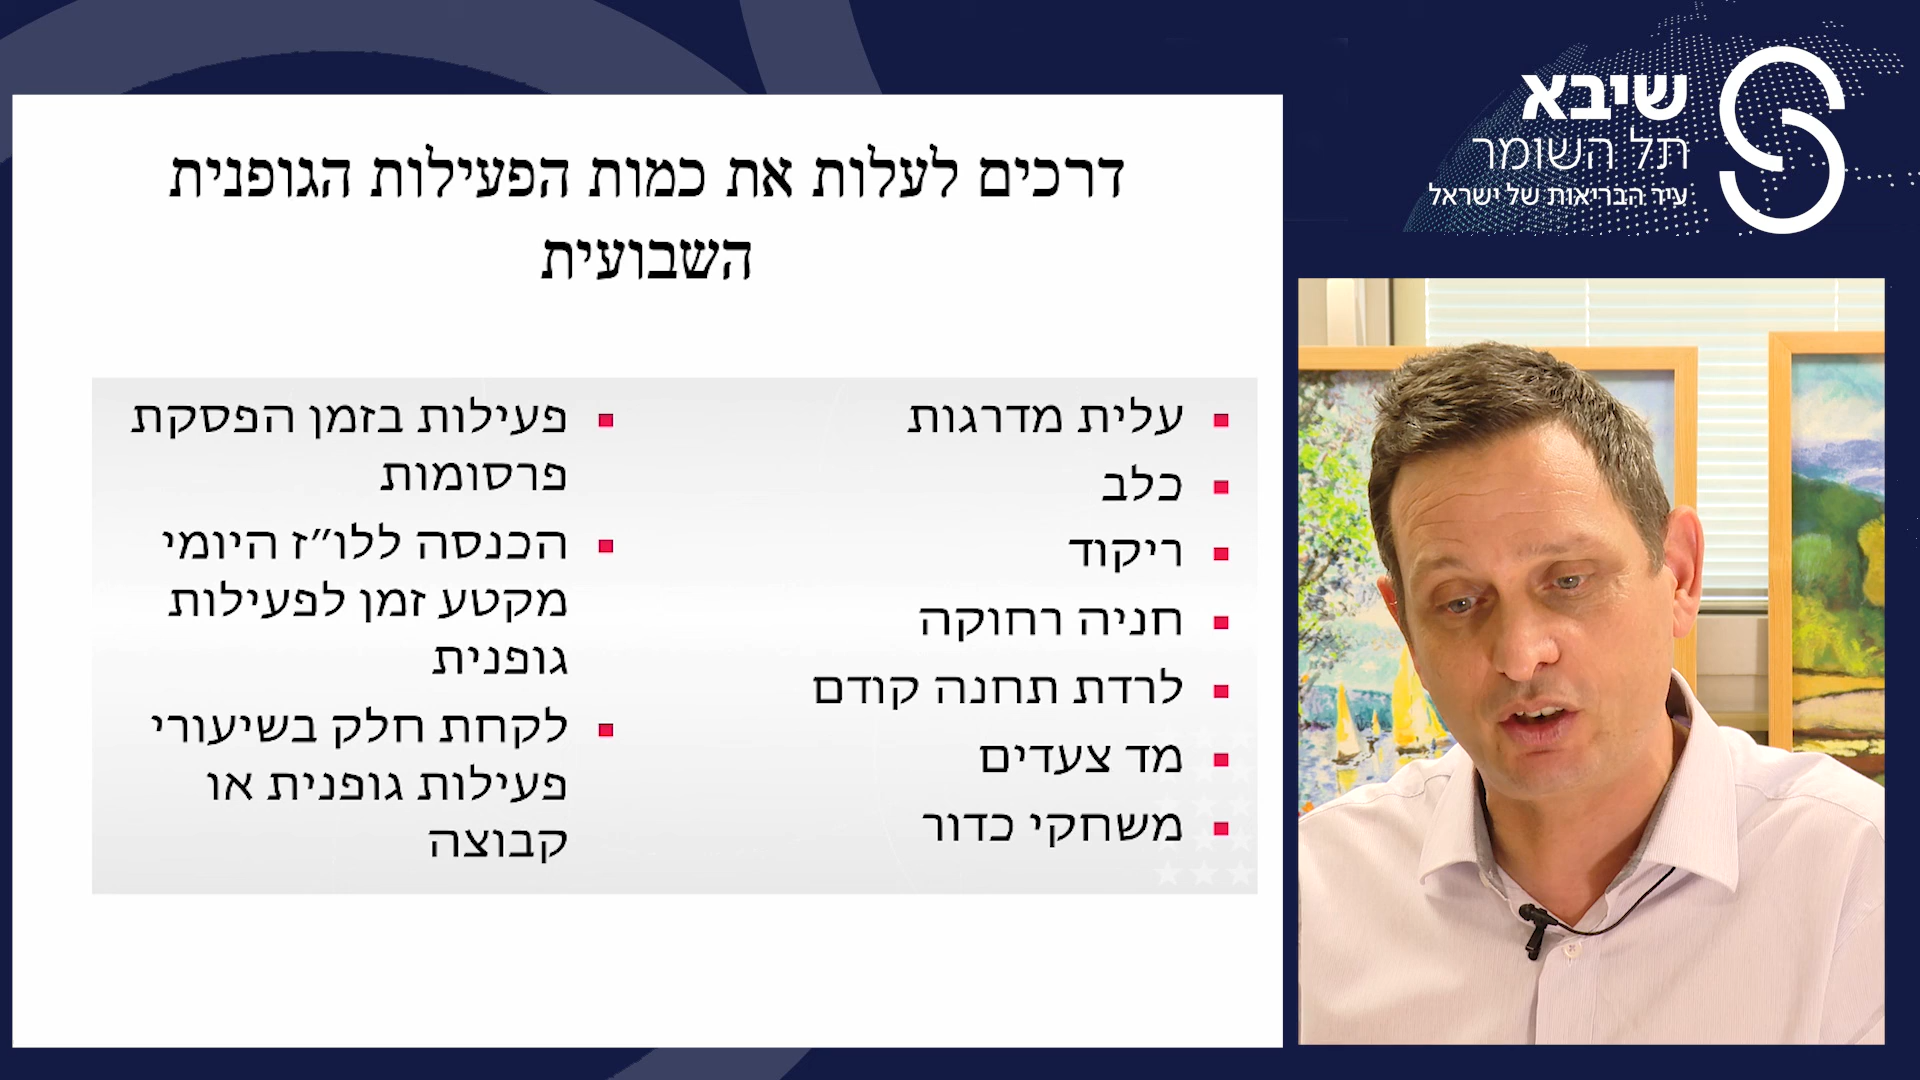 דרכים לעלות את כמות הפעילות הגופנית
השבועית
עלית מדרגות
כלב
ריקוד
חניה רחוקה
לרדת תחנה קודם
מד צעדים
משחקי כדור
פעילות בזמן הפסקת
פרסומות
הכנסה ללו״ז היומי
מקטע זמן לפעילות
גופנית
לקחת חלק בשיעורי
פעילות גופנית או
קבוצה
שיבא
תל השומר
עיר הבריאות של ישראל